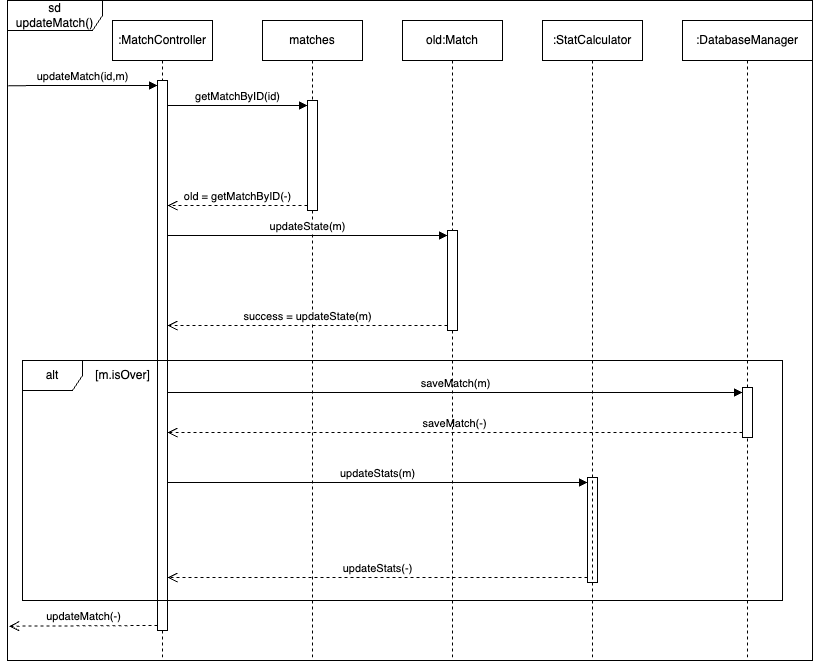 sd
updateMatch()
:MatchController
matches
old:Match
:StatCalculator
:DatabaseManager
updateMatch(id,m)
getMatchByID(id)
old = getMatchByID(-)
updateState(m)
success = updateState(m)
alt
[m.isOver]
saveMatch(m)
saveMatch(-)
updateStats(m)
updateStats(-)
updateMatch(-)